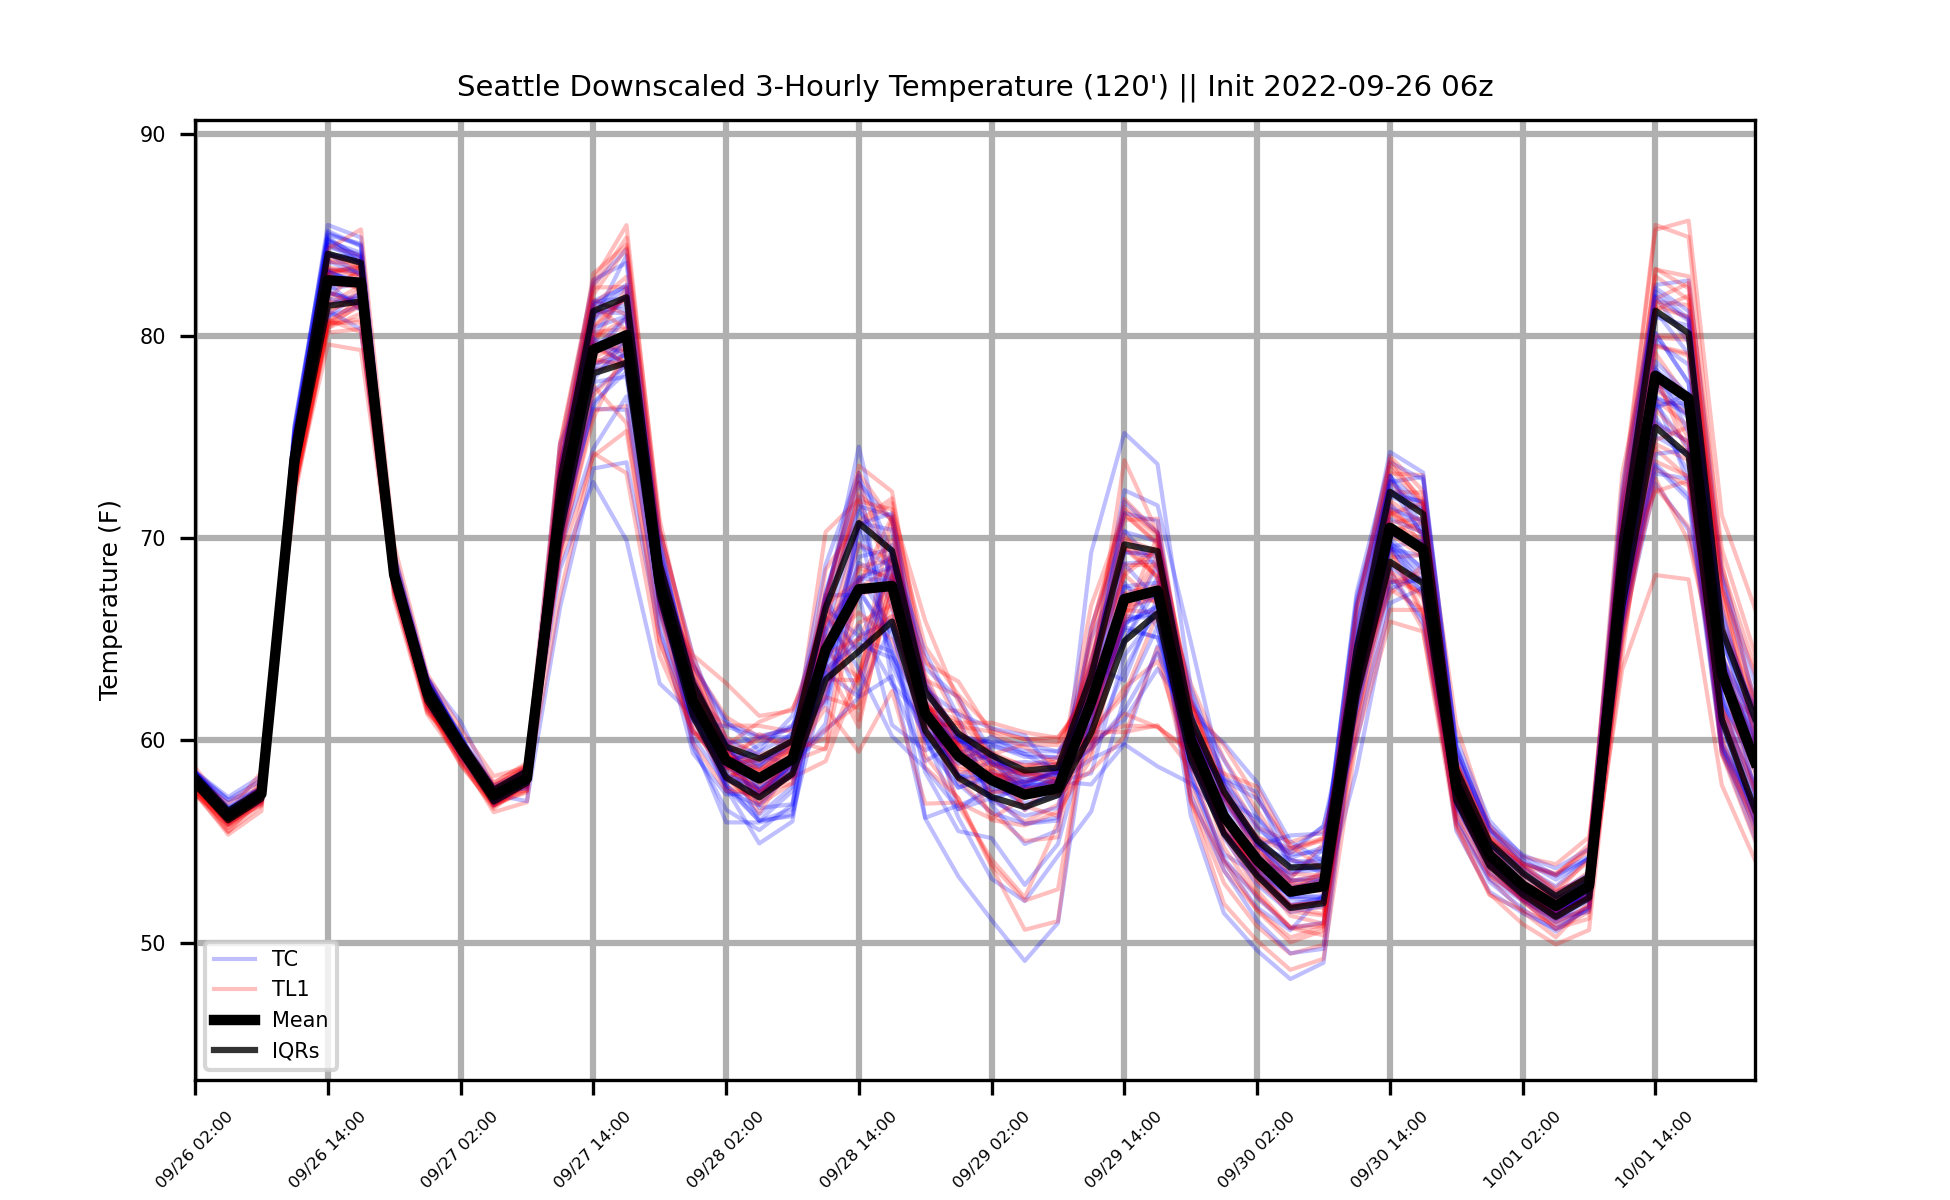 Seattle Downscaled 3-Hourly Temperature (120') || Init 2022-09-26 06z
Temperature (F)
90
80
70
60
50
TC
TL1
Mean
IQRs
09/26 02:00
09/26 14:00
09/27 02:00
09/27 14:00
09/28 02:00
09/28 14:00
09/29 02:00
09/29 14:00
09/30 02:00
09/30 14:00
10/01 02:00
10/01 14:00